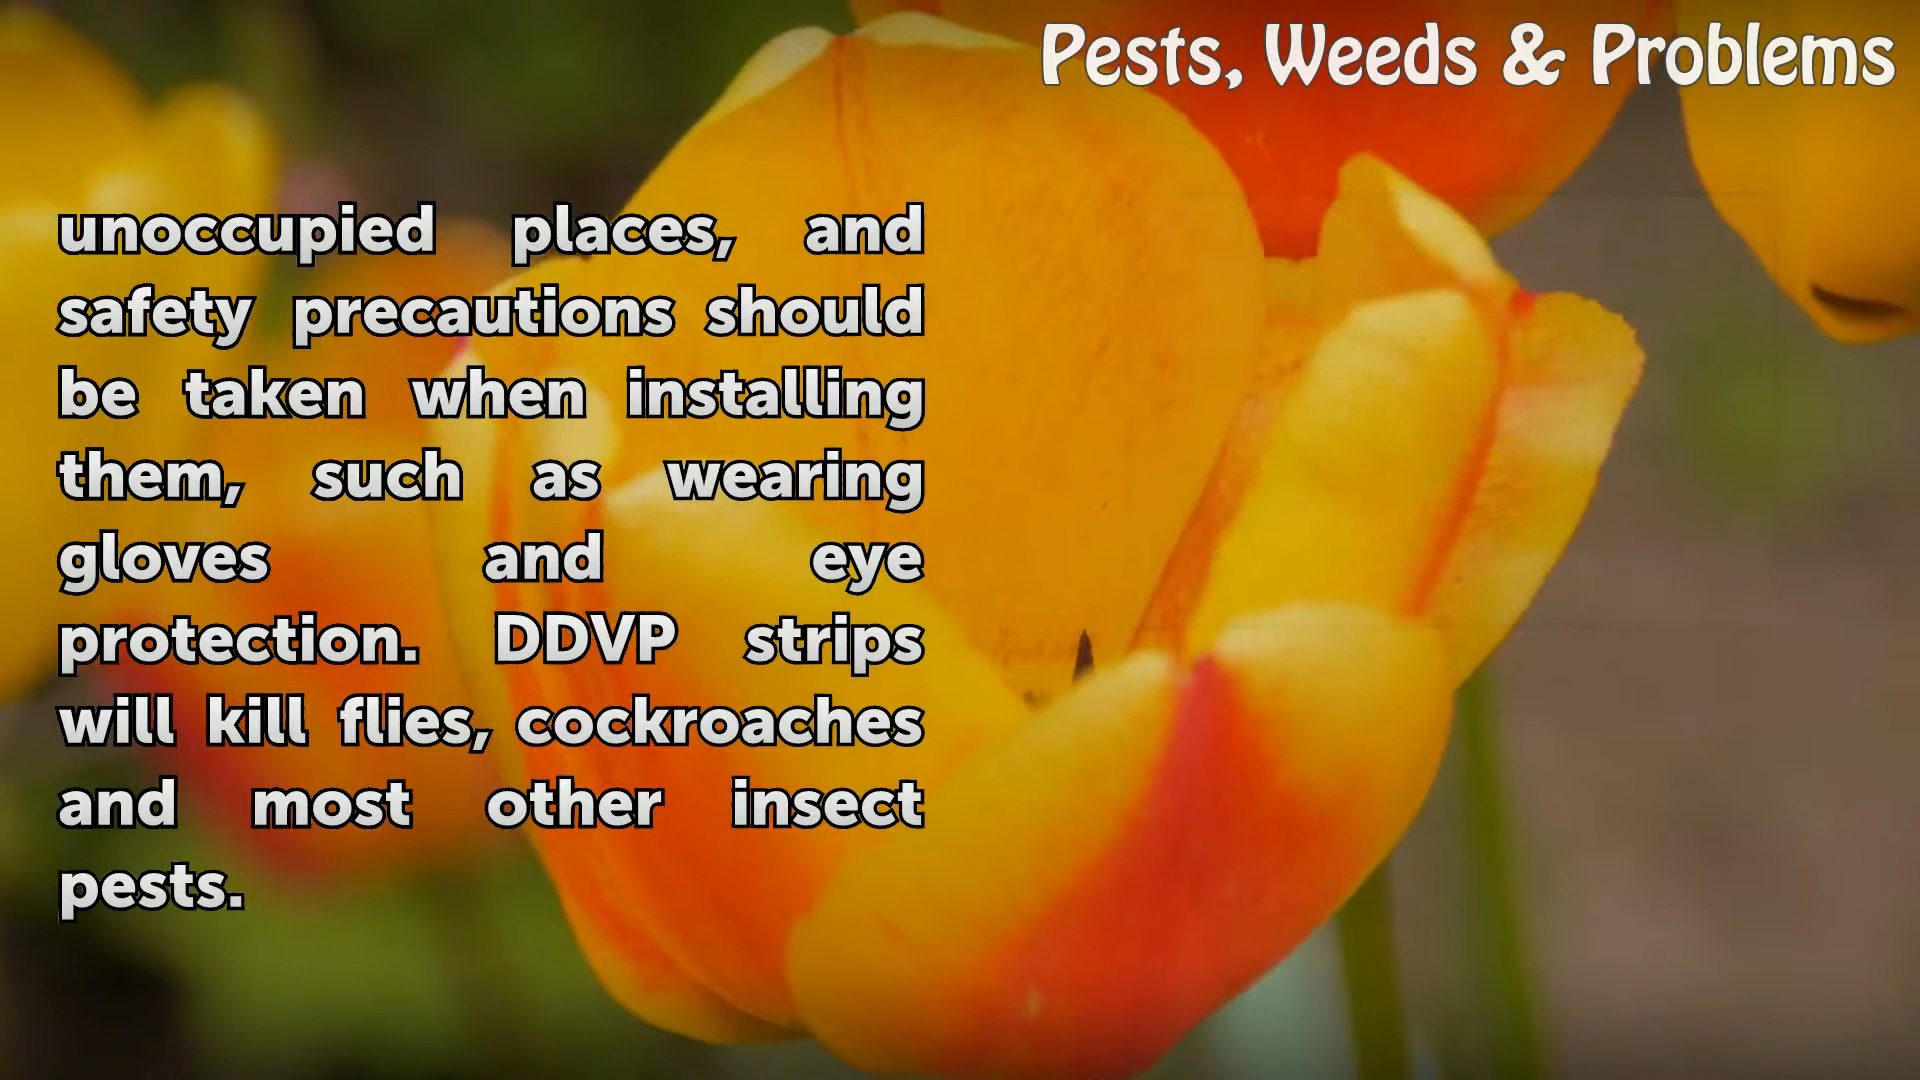 Pests, Weeds & Problems
unoccupied places, and
safety precautions should
be taken when installing
them, such as wearing
gloves and eye
protection. DDVP strips
will kill flies, cockroaches
and most other insect
pests.